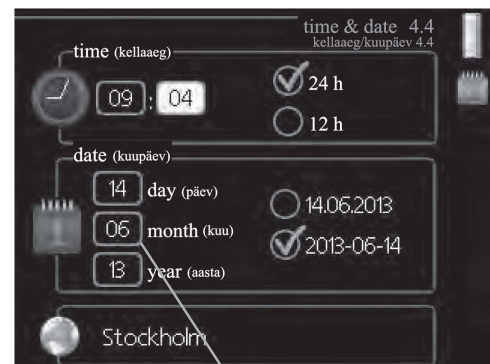 time & date 4.4
kellaaeg/kuupäev 4.4
time (kellaaeg)
09 : 04
24 h
12 h
date (kuupäev)
14 day (päev)
06 month (kuu)
13 year (aasta)
14.06.2013
2013-06-14
Stockholm